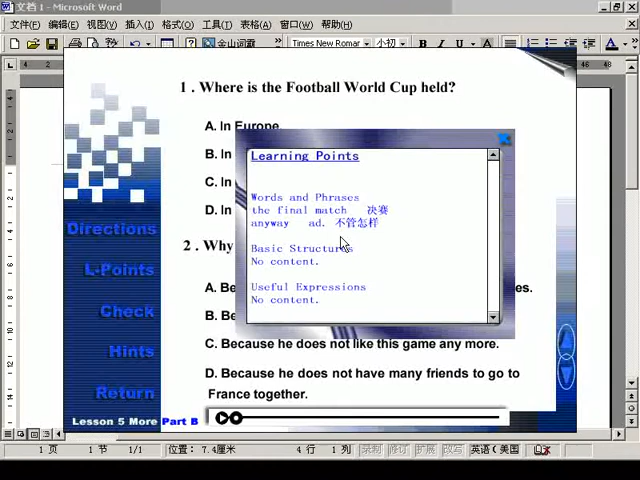 文档 1 - Microsoft Word
文件(F) 编辑(E) 视图(V) 插入(I) 格式(O) 工具(T) 表格(A) 窗口(W) 帮助(H)
金山词霸 Times New Romar 小初 B I U A
4 2 46 48
1 . Where is the Football World Cup held?
A. In Europe
B. In
C. In
D. In
Learning Points
Words and Phrases
the final match 决赛
anyway ad. 不管怎样
Basic Structures
No content.
Useful Expressions
No content.
Directions
L-Points
Check
Hints
Return
2 . Why
A. Be es.
B. Be
C. Because he does not like this game any more.
D. Because he does not have many friends to go to
France together.
Lesson 5 More Part B
1 页 1 节 1/1 位置: 7.4厘米 4 行 1 列 录制 修订 扩展 改写 英语(美国